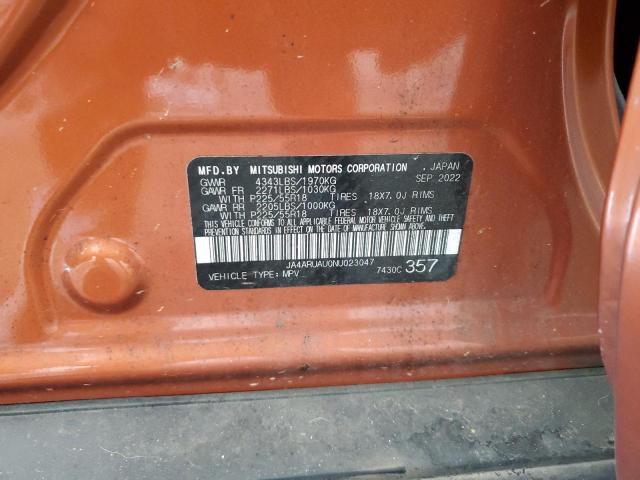 MFD.BY MITSUBISHI MOTORS CORPORATION JAPAN
GVWR 4343LBS/1970KG SEP 2022
GAWR FR 2271LBS/1030KG
WITH P225/55R18 TIRES 18X7.0J RIMS
GAWR RR 2205LBS/1000KG
WITH P225/55R18 TIRES 18X7.0J RIMS
THIS VEHICLE CONFORMS TO ALL APPLICABLE FEDERAL MOTOR VEHICLE SAFETY
AND THEFT PREVENTION STANDARDS IN EFFECT ON THE DATE OF MANUFACTURE
SHOWN ABOVE.
JA4ARUAU0NU023047
VEHICLE TYPE:MPV 7430C 357